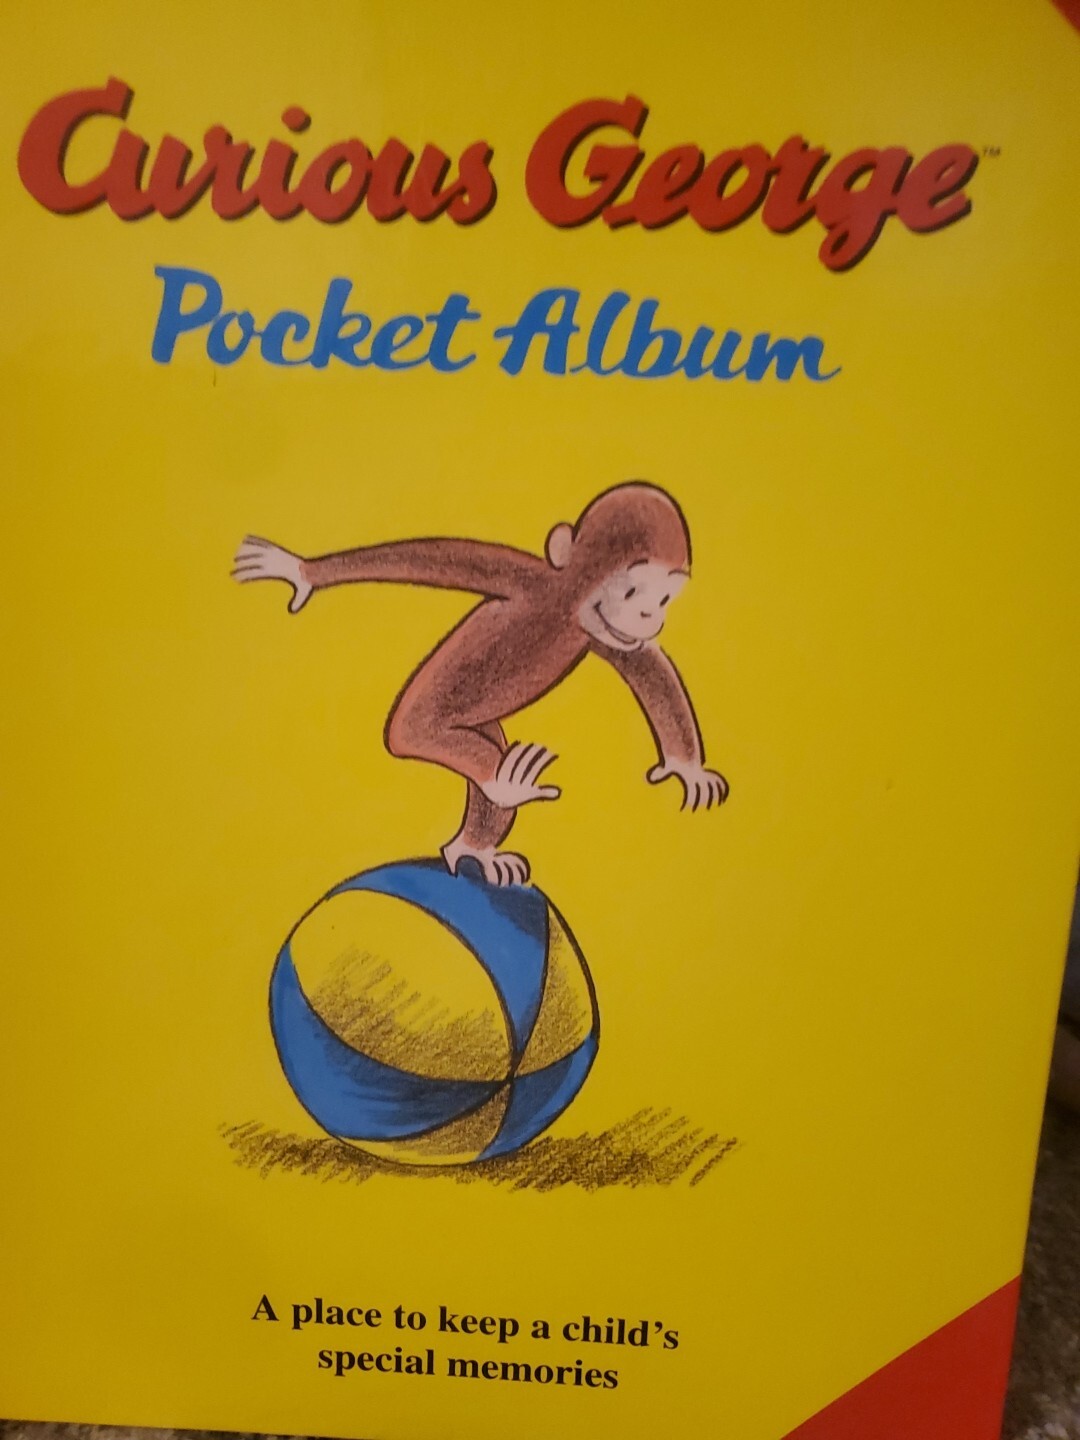 Curious George™
Pocket Album
A place to keep a child's
special memories